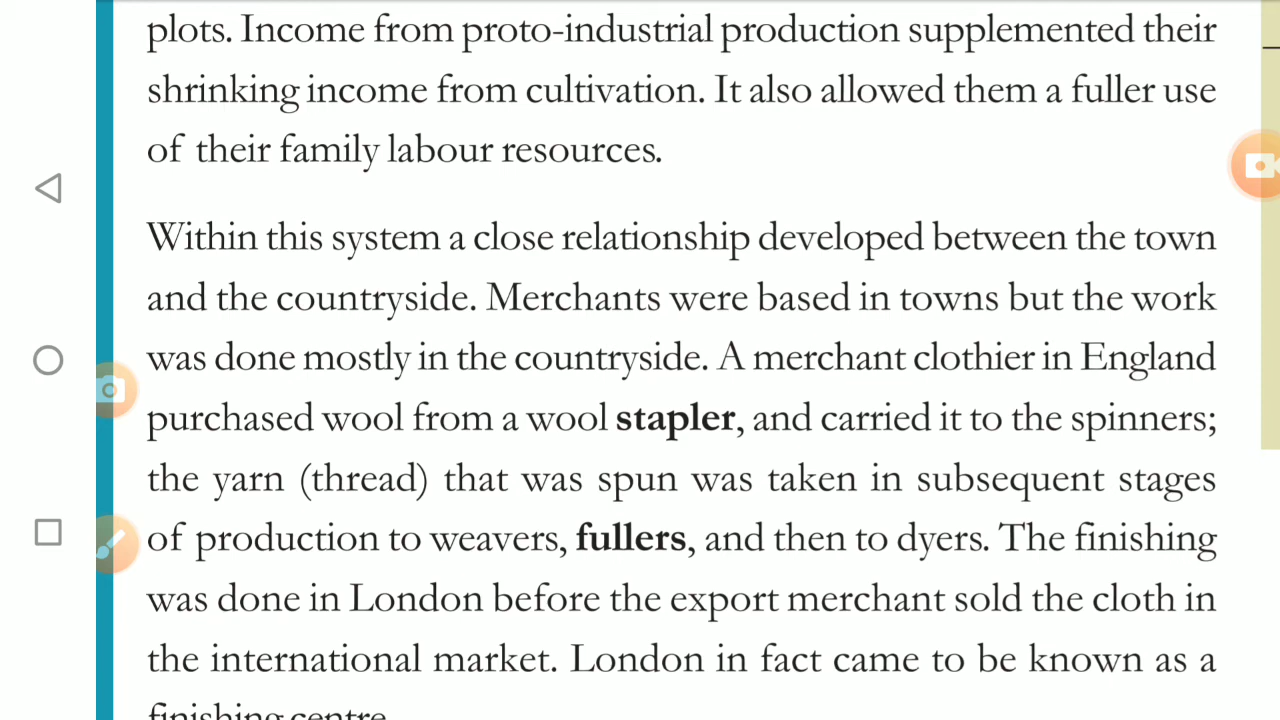 plots. Income from proto-industrial production supplemented their
shrinking income from cultivation. It also allowed them a fuller use
of their family labour resources.
Within this system a close relationship developed between the town
and the countryside. Merchants were based in towns but the work
was done mostly in the countryside. A merchant clothier in England
purchased wool from a wool stapler, and carried it to the spinners;
the yarn (thread) that was spun was taken in subsequent stages
of production to weavers, fullers, and then to dyers. The finishing
was done in London before the export merchant sold the cloth in
the international market. London in fact came to be known as a
finishing centre.